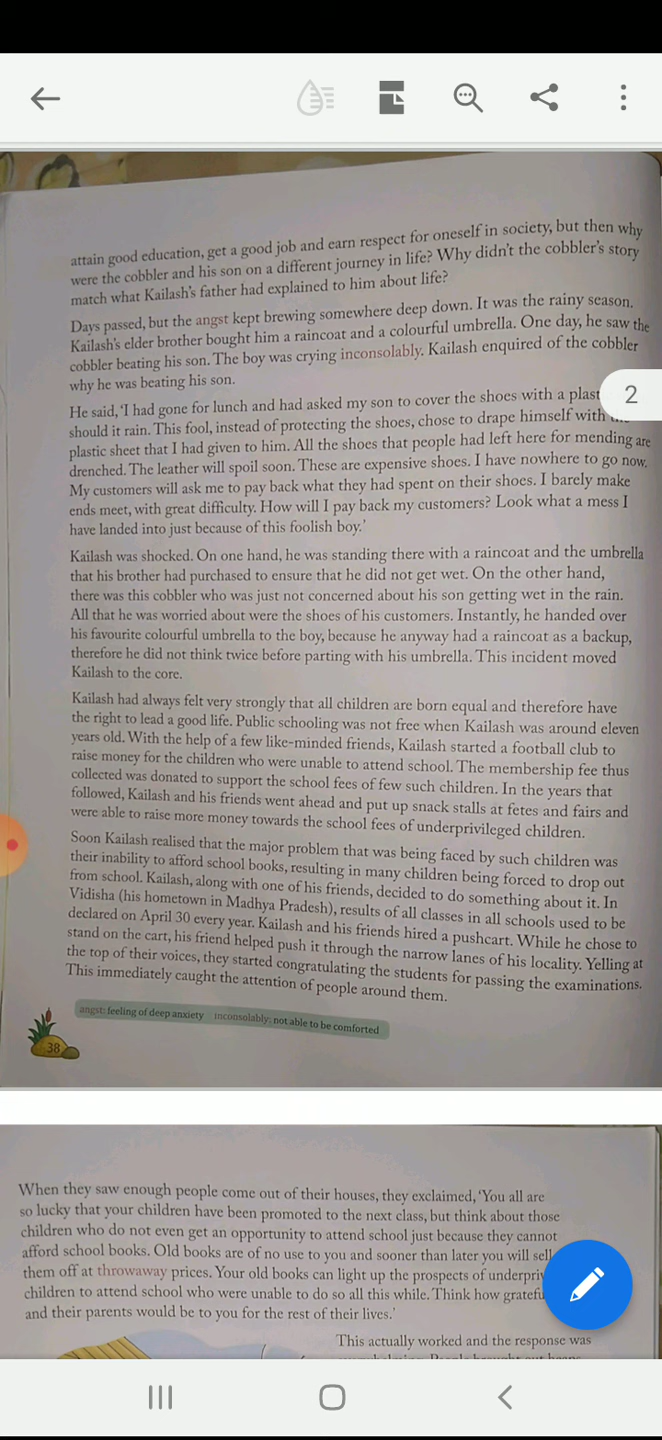 2
attain good education, get a good job and earn respect for oneself in society, but then why
were the cobbler and his son on a different journey in life? Why didn't the cobbler's story
match what Kailash's father had explained to him about life?
Days passed, but the angst kept brewing somewhere deep down. It was the rainy season.
Kailash's elder brother bought him a raincoat and a colourful umbrella. One day, he saw the
cobbler beating his son. The boy was crying inconsolably. Kailash enquired of the cobbler
why he was beating his son.
He said, 'I had gone for lunch and had asked my son to cover the shoes with a
should it rain. This fool, instead of protecting the shoes, chose to drape himself with
plastic sheet that I had given to him. All the shoes that people had left here for mending are
drenched. The leather will spoil soon. These are expensive shoes. I have nowhere to go now.
My customers will ask me to pay back what they had spent on their shoes. I barely make
ends meet, with great difficulty. How will I pay back my customers? Look what a mess I
have landed into just because of this foolish boy.'
Kailash was shocked. On one hand, he was standing there with a raincoat and the umbrella
that his brother had purchased to ensure that he did not get wet. On the other hand,
there was this cobbler who was just not concerned about his son getting wet in the rain.
All that he was worried about were the shoes of his customers. Instantly, he handed over
his favourite colourful umbrella to the boy, because he anyway had a raincoat as a backup,
therefore he did not think twice before parting with his umbrella. This incident moved
Kailash to the core.
Kailash had always felt very strongly that all children are born equal and therefore have
the right to lead a good life. Public schooling was not free when Kailash was around eleven
years old. With the help of a few like-minded friends, Kailash started a football club to
raise money for the children who were unable to attend school. The membership fee thus
collected was donated to support the school fees of few such children. In the years that
followed, Kailash and his friends went ahead and put up snack stalls at fetes and fairs and
were able to raise more money towards the school fees of underprivileged children.
Soon Kailash realised that the major problem that was being faced by such children was
their inability to afford school books, resulting in many children being forced to drop out
from school. Kailash, along with one of his friends, decided to do something about it. In
Vidisha (his hometown in Madhya Pradesh), results of all classes in all schools used to be
declared on April 30 every year. Kailash and his friends hired a pushcart. While he chose to
stand on the cart, his friend helped push it through the narrow lanes of his locality. Yelling at
the top of their voices, they started congratulating the students for passing the examinations.
This immediately caught the attention of people around them.
angst: feeling of deep anxiety inconsolably: not able to be comforted
38
When they saw enough people come out of their houses, they exclaimed, 'You all are
so lucky that your children have been promoted to the next class, but think about those
children who do not even get an opportunity to attend school just because they cannot
afford school books. Old books are of no use to you and sooner than later you will sell
them off at throwaway prices. Your old books can light up the prospects of
children to attend school who were unable to do so all this while. Think how
and their parents would be to you for the rest of their lives.'
This actually worked and the response was